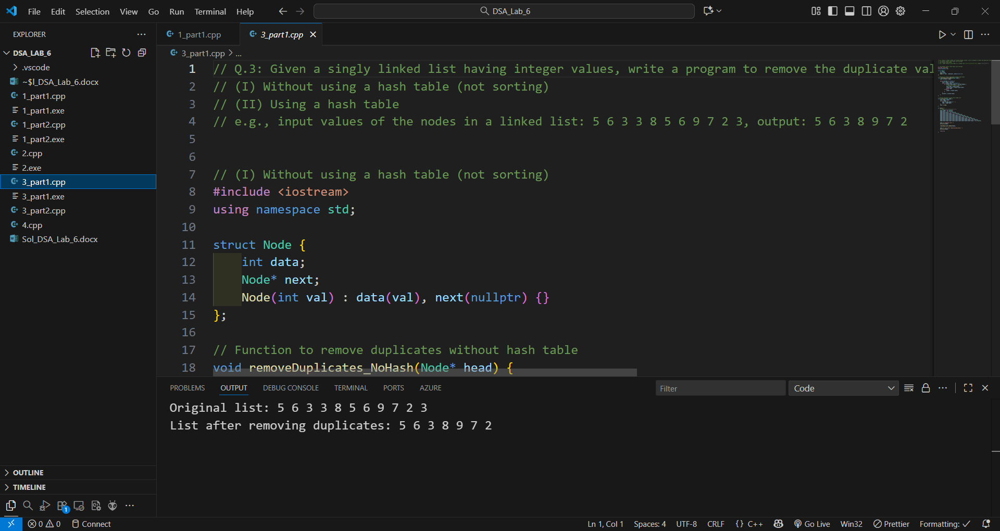 File Edit Selection View Go Run Terminal Help
DSA_Lab_6
EXPLORER
DSA_LAB_6
.vscode
~$l_DSA_Lab_6.docx
1_part1.cpp
1_part1.exe
1_part2.cpp
1_part2.exe
2.cpp
2.exe
3_part1.cpp
3_part1.exe
3_part2.cpp
4.cpp
Sol_DSA_Lab_6.docx
OUTLINE
TIMELINE
1
1_part1.cpp 3_part1.cpp
3_part1.cpp > ...
1 // Q.3: Given a singly linked list having integer values, write a program to remove the duplicate val
2 // (I) Without using a hash table (not sorting)
3 // (II) Using a hash table
4 // e.g., input values of the nodes in a linked list: 5 6 3 3 8 5 6 9 7 2 3, output: 5 6 3 8 9 7 2
5
6
7 // (I) Without using a hash table (not sorting)
8 #include <iostream>
9 using namespace std;
10
11 struct Node {
12 int data;
13 Node* next;
14 Node(int val) : data(val), next(nullptr) {}
15 };
16
17 // Function to remove duplicates without hash table
18 void removeDuplicates_NoHash(Node* head) {
PROBLEMS OUTPUT DEBUG CONSOLE TERMINAL PORTS AZURE
Filter
Code
Original list: 5 6 3 3 8 5 6 9 7 2 3
List after removing duplicates: 5 6 3 8 9 7 2
0 0 Connect
Ln 1, Col 1 Spaces: 4 UTF-8 CRLF {} C++ Go Live Win32 Prettier Formatting: ✓